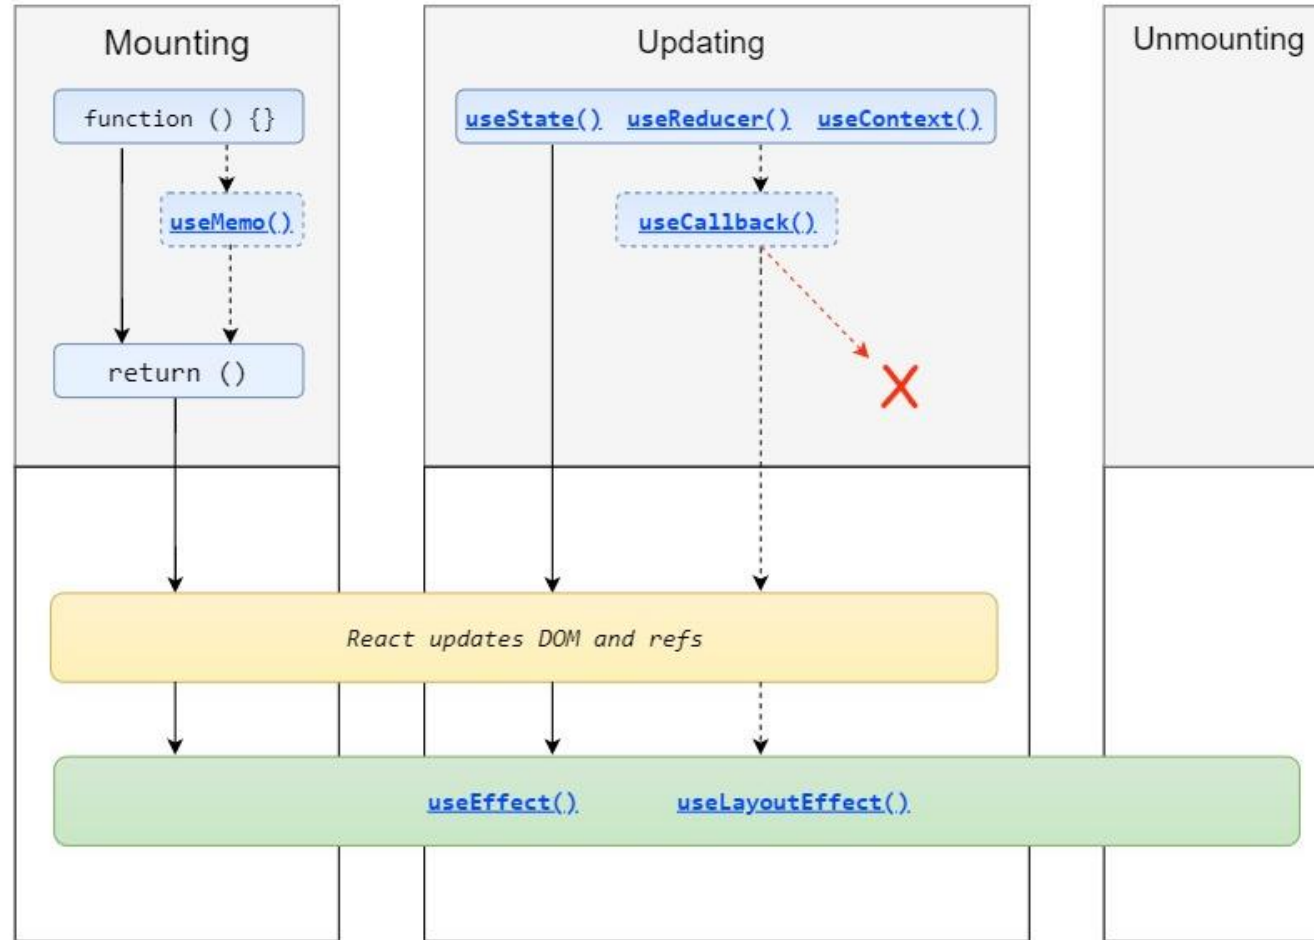 Mounting
Updating
Unmounting
function () {}
useState() useReducer() useContext()
useMemo()
useCallback()
return ()
React updates DOM and refs
useEffect() useLayoutEffect()